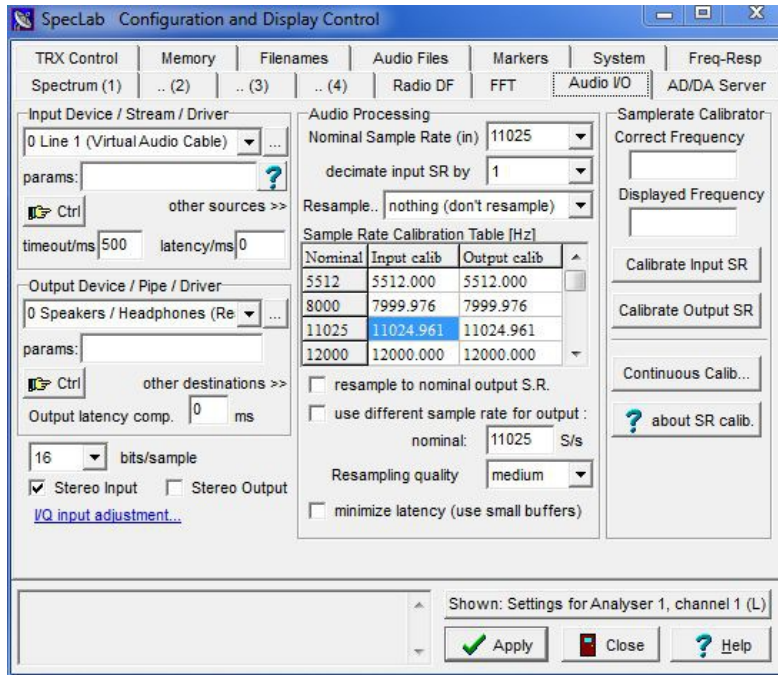 SpecLab Configuration and Display Control
TRX Control Memory Filenames Audio Files Markers System Freq-Resp
Spectrum (1) .. (2) .. (3) .. (4) Radio DF FFT Audio I/O AD/DA Server
Input Device / Stream / Driver
0 Line 1 (Virtual Audio Cable) ...
params: ?
Ctrl other sources >>
timeout/ms 500 latency/ms 0
Output Device / Pipe / Driver
0 Speakers / Headphones (Re ...
params:
Ctrl other destinations >>
Output latency comp. 0 ms
16 bits/sample
Stereo Input Stereo Output
I/Q input adjustment...
Audio Processing
Nominal Sample Rate (in) 11025
decimate input SR by 1
Resample.. nothing (don't resample)
Sample Rate Calibration Table [Hz]
Nominal Input calib Output calib
5512 5512.000 5512.000
8000 7999.976 7999.976
11025 11024.961 11024.961
12000 12000.000 12000.000
resample to nominal output S.R.
use different sample rate for output :
nominal: 11025 S/s
Resampling quality medium
minimize latency (use small buffers)
Samplerate Calibrator
Correct Frequency
Displayed Frequency
Calibrate Input SR
Calibrate Output SR
Continuous Calib...
? about SR calib.
Shown: Settings for Analyser 1, channel 1 (L)
Apply Close ? Help